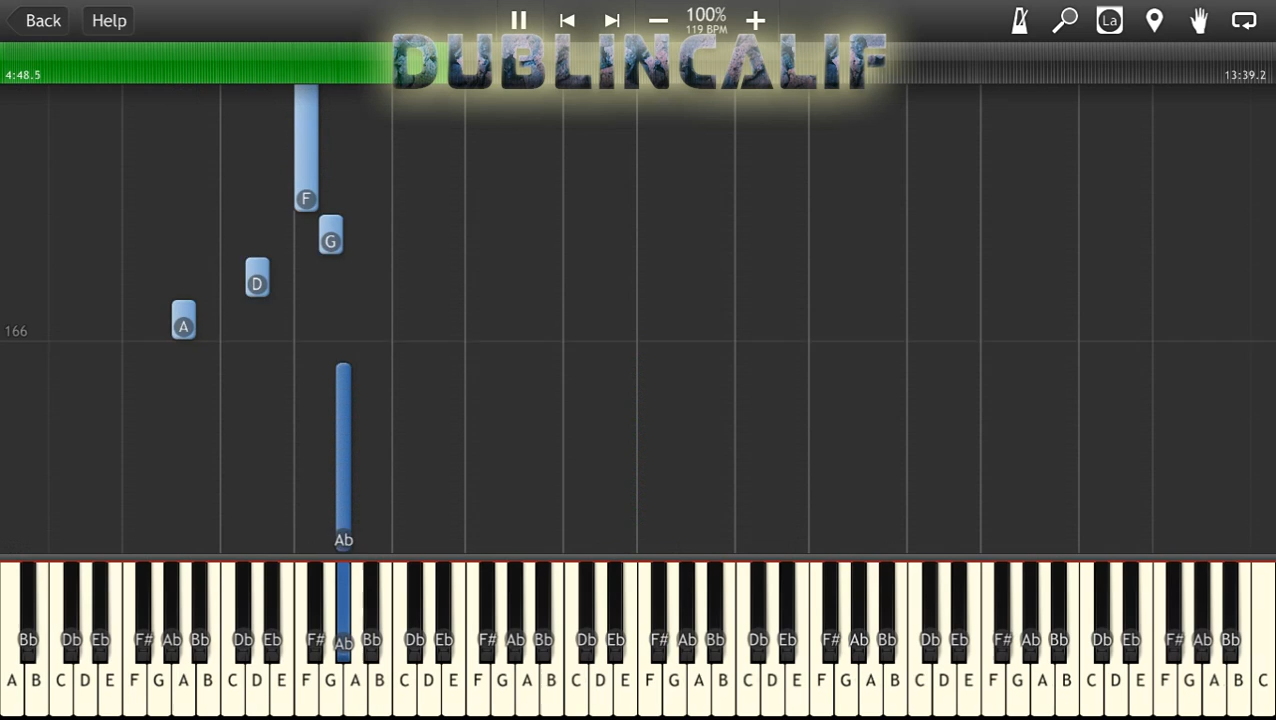 Back Help 100%
119 BPM La
DUBLINCALIF
4:48.5 13:39.2
F
G
D
A
166
Ab
Bb Db Eb F# Ab Bb Db Eb F# Ab Bb Db Eb F# Ab Bb Db Eb F# Ab Bb Db Eb F# Ab Bb Db Eb F# Ab Bb Db Eb F# Ab Bb
A B C D E F G A B C D E F G A B C D E F G A B C D E F G A B C D E F G A B C D E F G A B C D E F G A B C